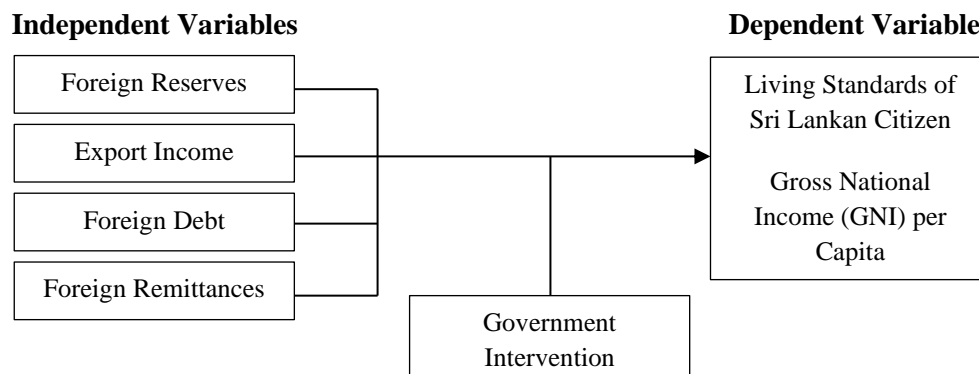 Independent Variables
Dependent Variable
Foreign Reserves
Export Income
Foreign Debt
Foreign Remittances
Living Standards of
Sri Lankan Citizen
Gross National
Income (GNI) per
Capita
Government
Intervention